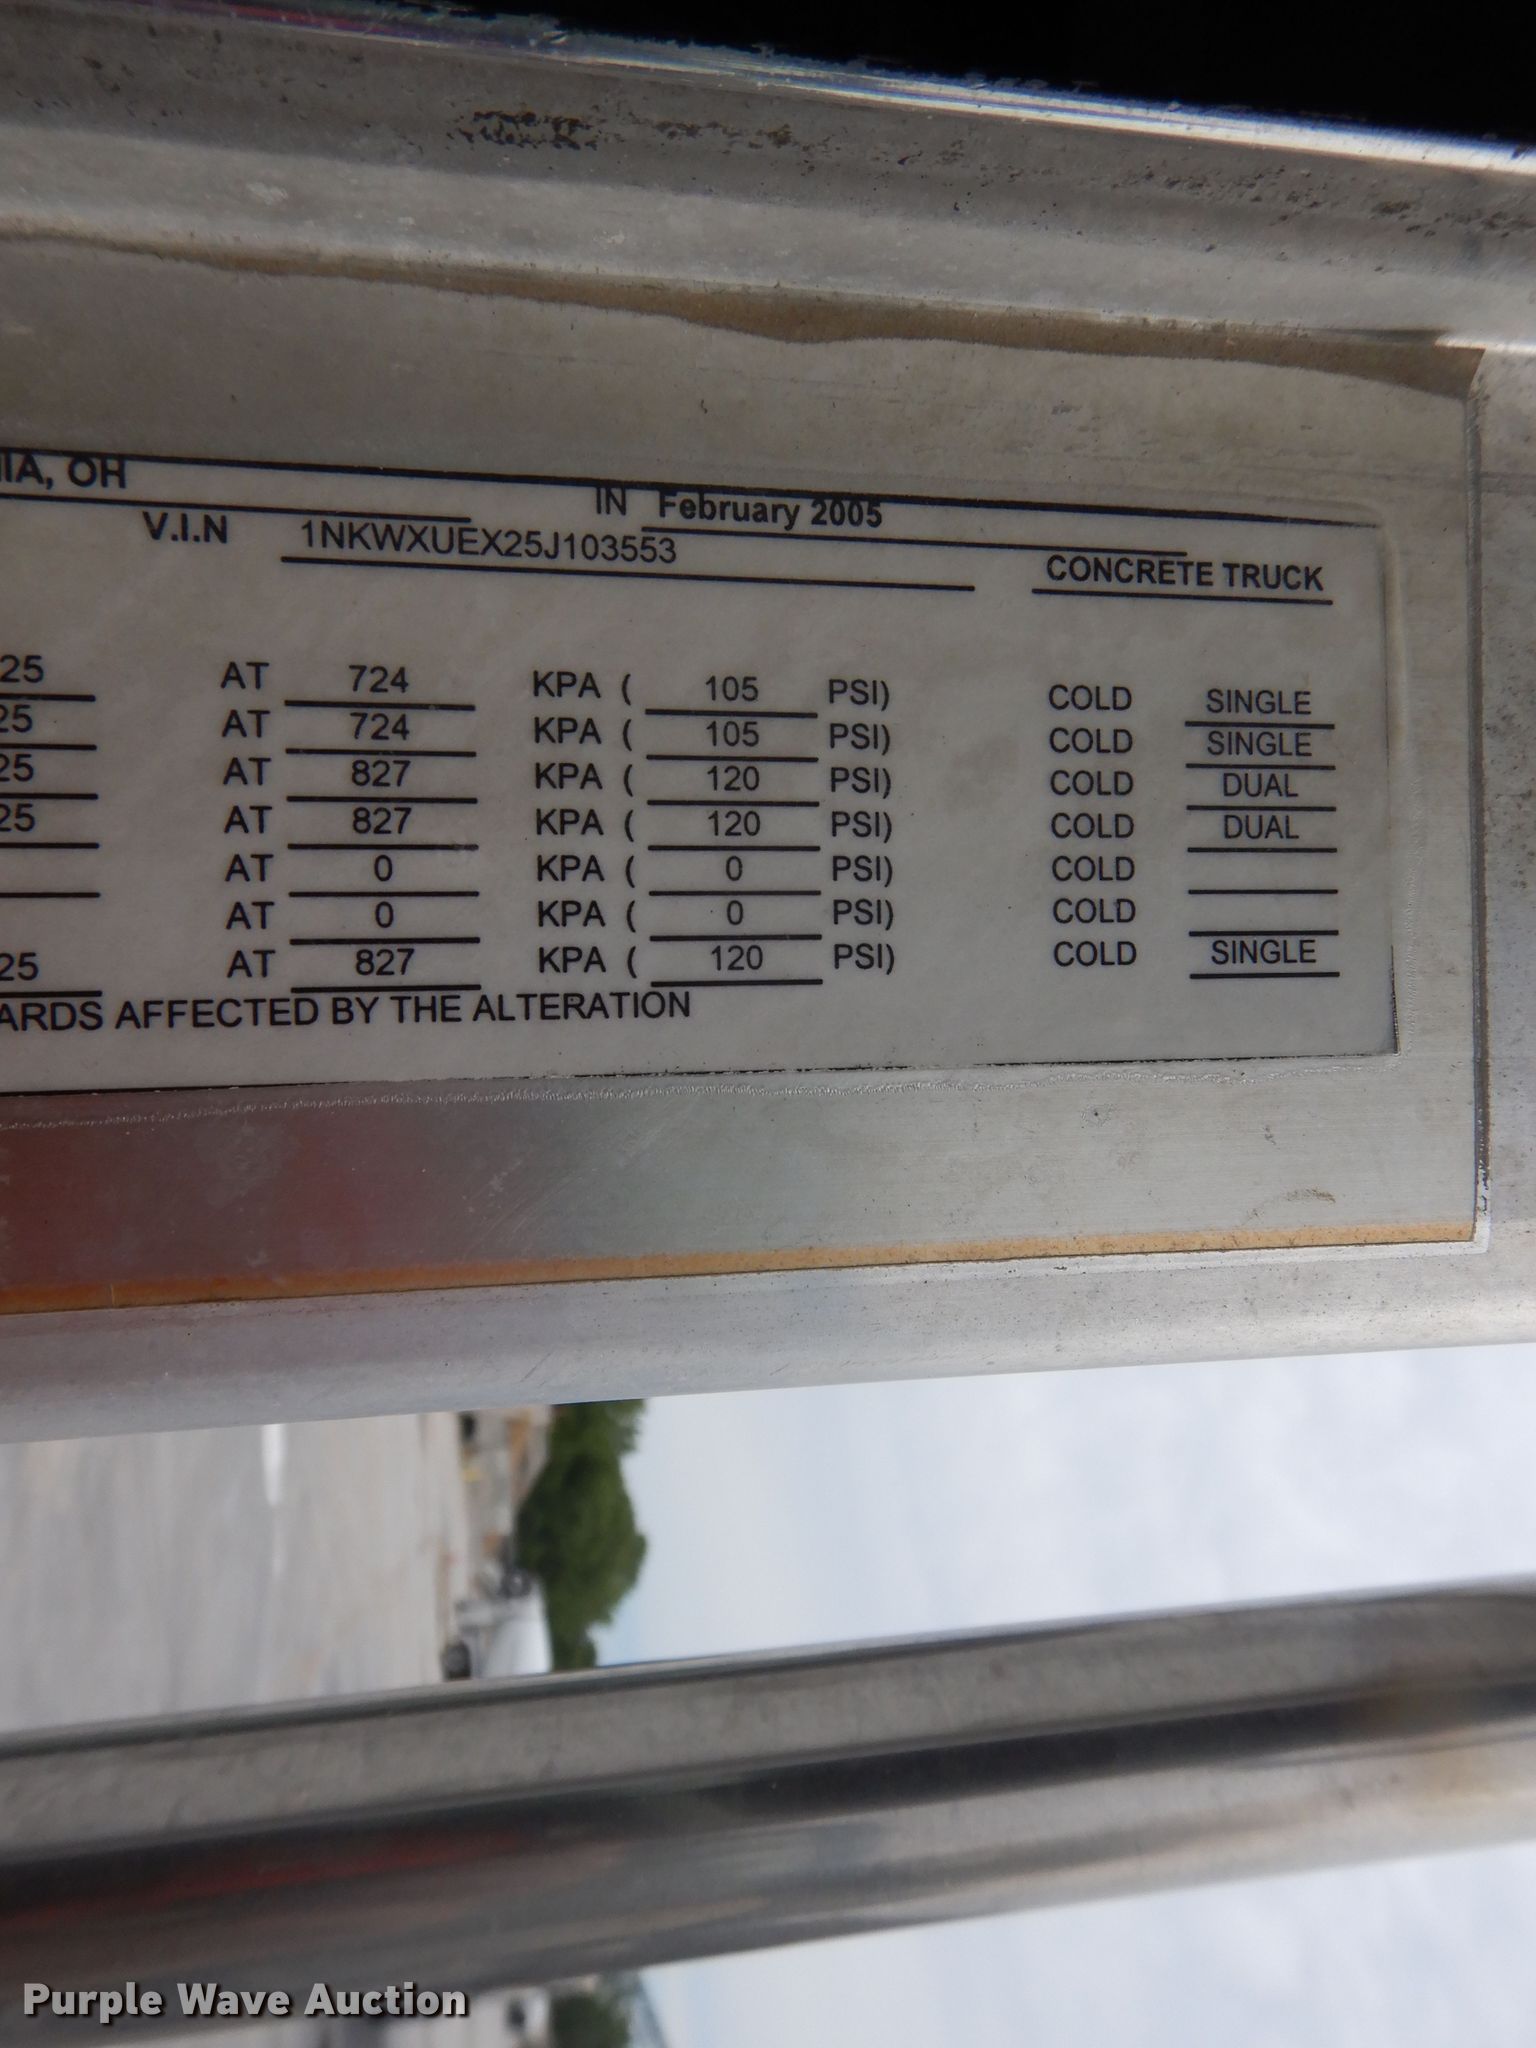 OH
IN February 2005
V.I.N 1NKWXUEX25J103553 CONCRETE TRUCK
25 AT 724 KPA ( 105 PSI) COLD SINGLE
25 AT 724 KPA ( 105 PSI) COLD SINGLE
25 AT 827 KPA ( 120 PSI) COLD DUAL
25 AT 827 KPA ( 120 PSI) COLD DUAL
AT 0 KPA ( 0 PSI) COLD
AT 0 KPA ( 0 PSI) COLD
25 AT 827 KPA ( 120 PSI) COLD SINGLE
ARDS AFFECTED BY THE ALTERATION
Purple Wave Auction